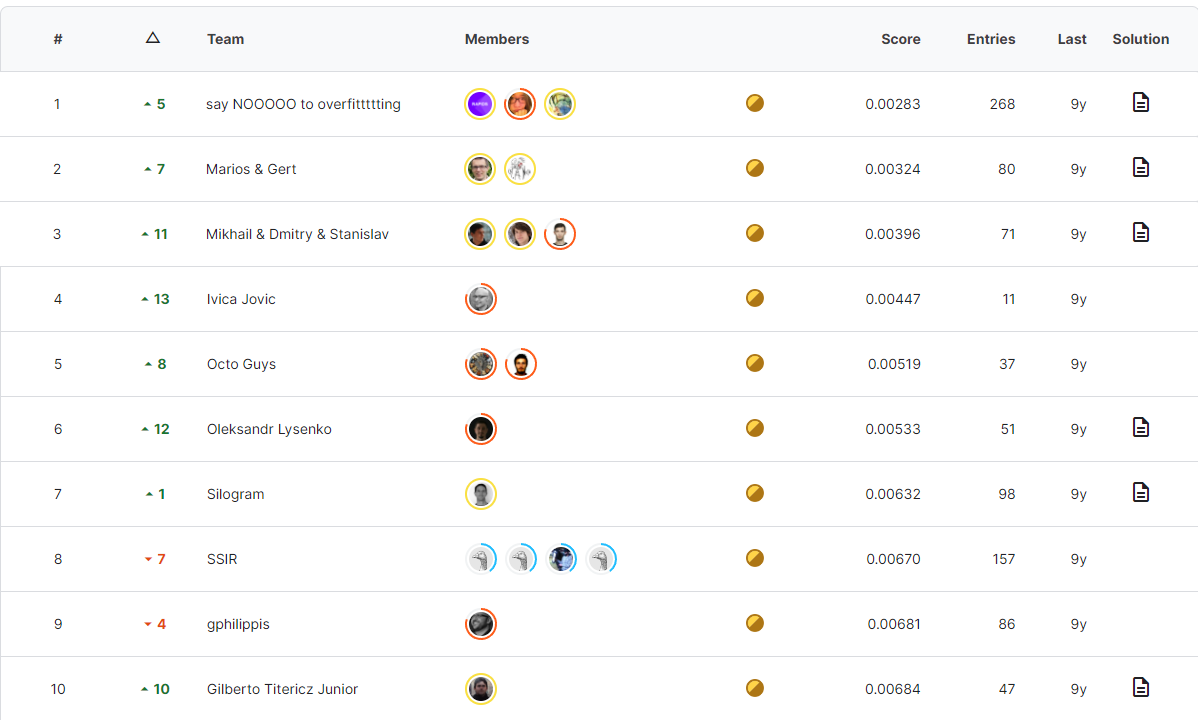 # △ Team Members Score Entries Last Solution
1 5 say NOOOOO to overfittttting 0.00283 268 9y
2 7 Marios & Gert 0.00324 80 9y
3 11 Mikhail & Dmitry & Stanislav 0.00396 71 9y
4 13 Ivica Jovic 0.00447 11 9y
5 8 Octo Guys 0.00519 37 9y
6 12 Oleksandr Lysenko 0.00533 51 9y
7 1 Silogram 0.00632 98 9y
8 7 SSIR 0.00670 157 9y
9 4 gphilippis 0.00681 86 9y
10 10 Gilberto Titericz Junior 0.00684 47 9y